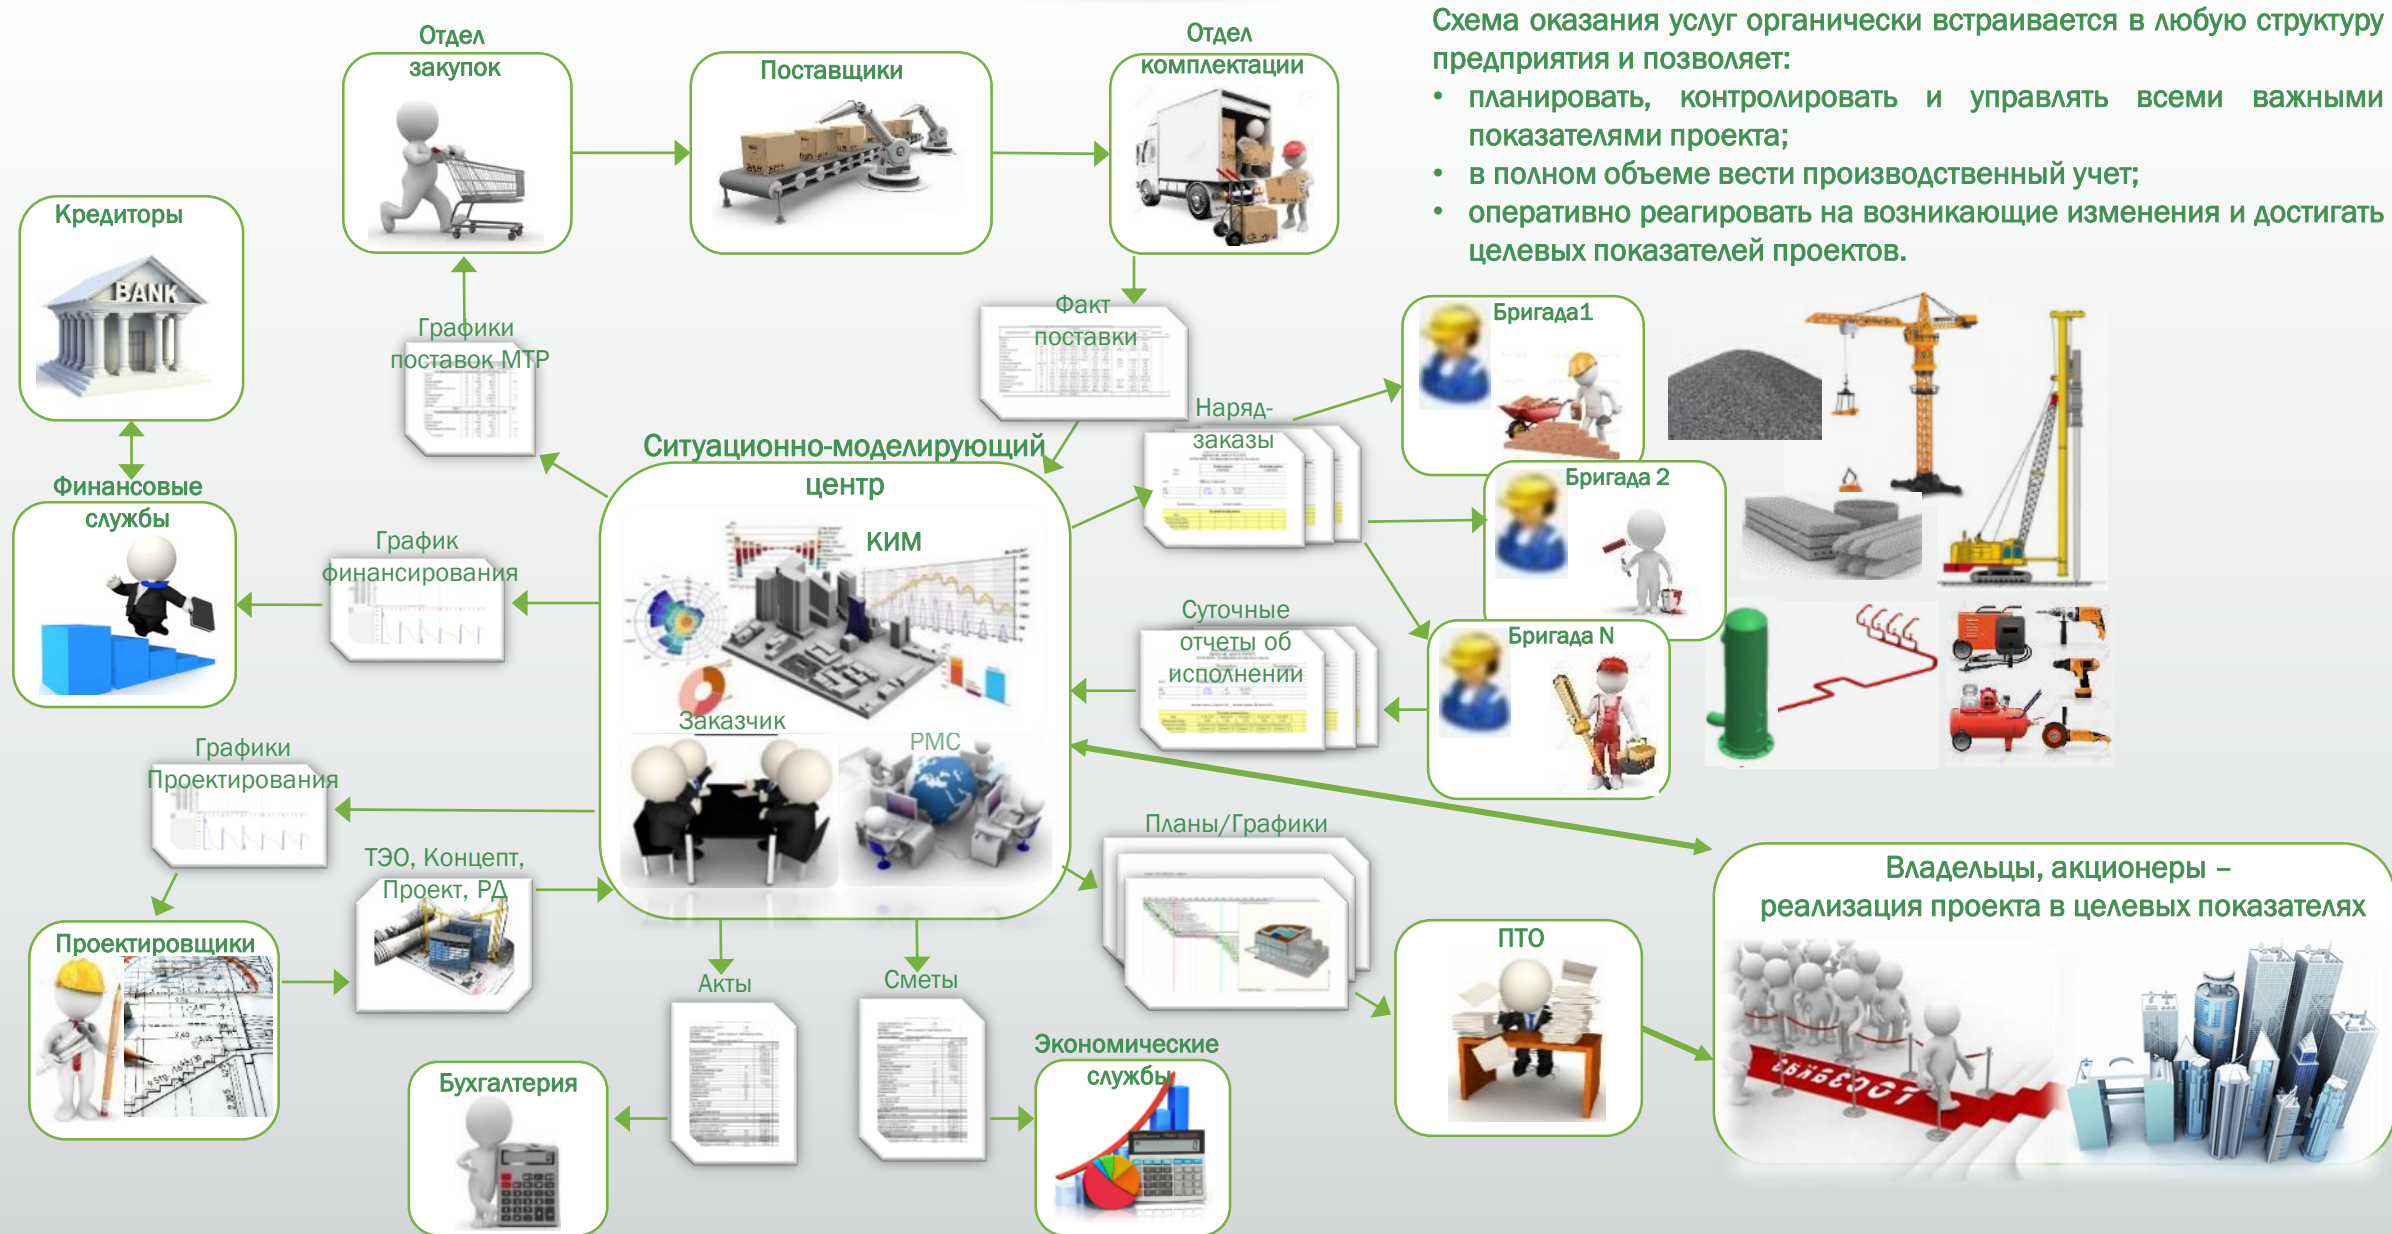 Схема оказания услуг органически встраивается в любую структуру
предприятия и позволяет:
• планировать, контролировать и управлять всеми важными
показателями проекта;
• в полном объеме вести производственный учет;
• оперативно реагировать на возникающие изменения и достигать
целевых показателей проектов.
Отдел
закупок
Поставщики
Отдел
комплектации
Кредиторы
BANK
Графики
поставок МТР
Факт
поставки
Наряд-
заказы
Бригада1
Бригада 2
Бригада N
Ситуационно-моделирующий
центр
КИМ
Заказчик
РМС
Финансовые
службы
График
финансирования
Суточные
отчеты об
исполнении
Графики
Проектирования
ТЭО, Концепт,
Проект, РД
Проектировщики
Планы/Графики
Владельцы, акционеры –
реализация проекта в целевых показателях
ПТО
Акты
Сметы
Бухгалтерия
Экономические
службы